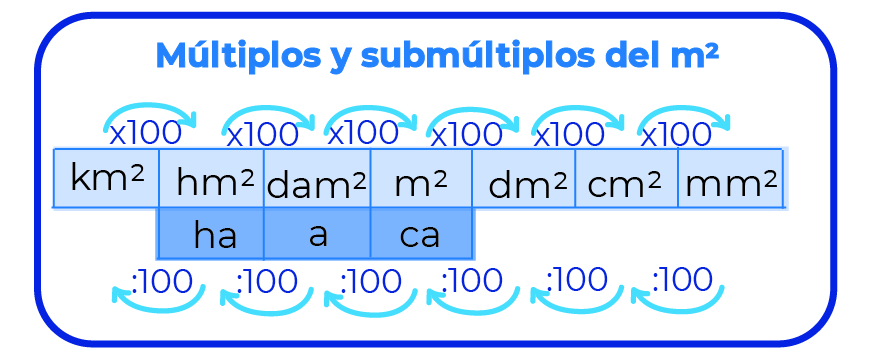 Múltiplos y submúltiplos del m²
x100 x100 x100 x100 x100 x100
km² hm² dam² m² dm² cm² mm²
ha a ca
:100 :100 :100 :100 :100 :100